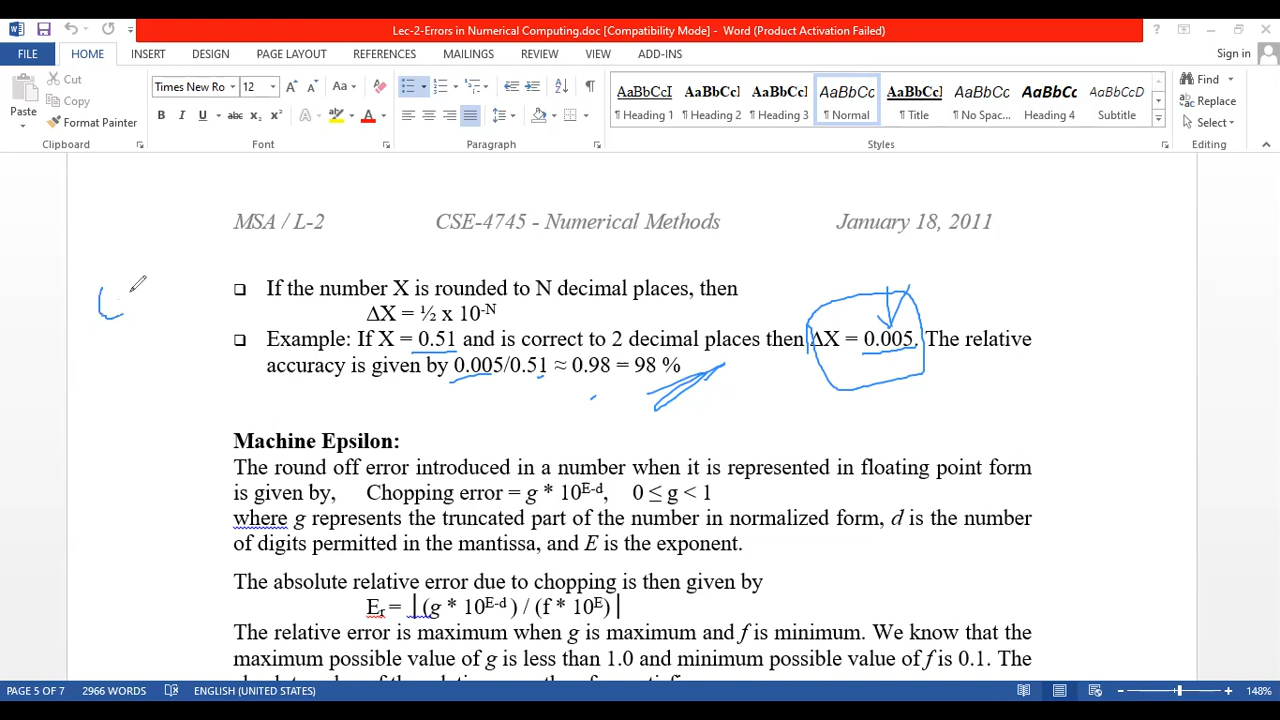 Lec-2-Errors in Numerical Computing.doc [Compatibility Mode] - Word (Product Activation Failed)
FILE HOME INSERT DESIGN PAGE LAYOUT REFERENCES MAILINGS REVIEW VIEW ADD-INS Sign in
Cut
Copy
Paste
Format Painter
Times New Ro 12
AaBbCcI AaBbCc AaBbCc AaBbCc AaBbCcI AaBbCc AaBbCc AaBbCcD
¶ Heading 1 ¶ Heading 2 ¶ Heading 3 ¶ Normal ¶ Title ¶ No Spac... Heading 4 Subtitle
Find
Replace
Select
Clipboard Font Paragraph Styles Editing
MSA / L-2 CSE-4745 - Numerical Methods January 18, 2011
❑ If the number X is rounded to N decimal places, then
ΔX = ½ x 10-N
❑ Example: If X = 0.51 and is correct to 2 decimal places then ΔX = 0.005. The relative
accuracy is given by 0.005/0.51 ≈ 0.98 = 98 %
Machine Epsilon:
The round off error introduced in a number when it is represented in floating point form
is given by, Chopping error = g * 10E-d, 0 ≤ g < 1
where g represents the truncated part of the number in normalized form, d is the number
of digits permitted in the mantissa, and E is the exponent.
The absolute relative error due to chopping is then given by
Er = |(g * 10E-d ) / (f * 10E)|
The relative error is maximum when g is maximum and f is minimum. We know that the
maximum possible value of g is less than 1.0 and minimum possible value of f is 0.1. The
PAGE 5 OF 7 2966 WORDS ENGLISH (UNITED STATES) 148%